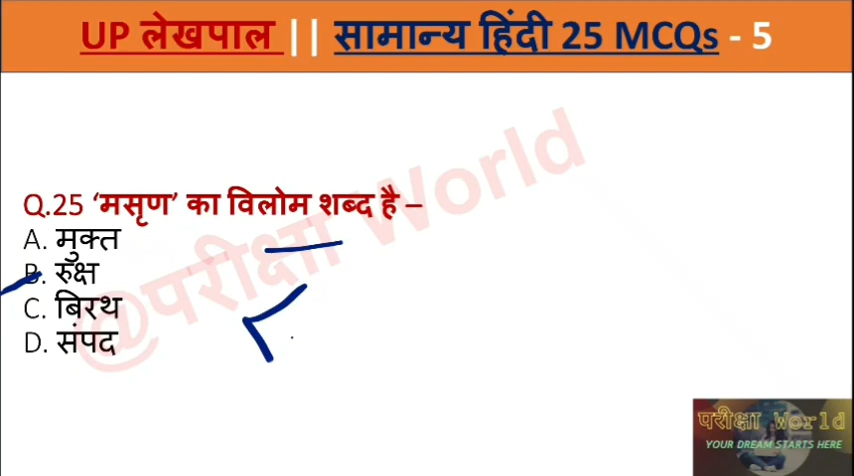 UP लेखपाल || सामान्य हिंदी 25 MCQs - 5
@परीक्षा World
Q.25 ‘मसृण’ का विलोम शब्द है –
A. मुक्त
B. रुक्ष
C. बिरथ
D. संपद
परीक्षा World
YOUR DREAM STARTS HERE